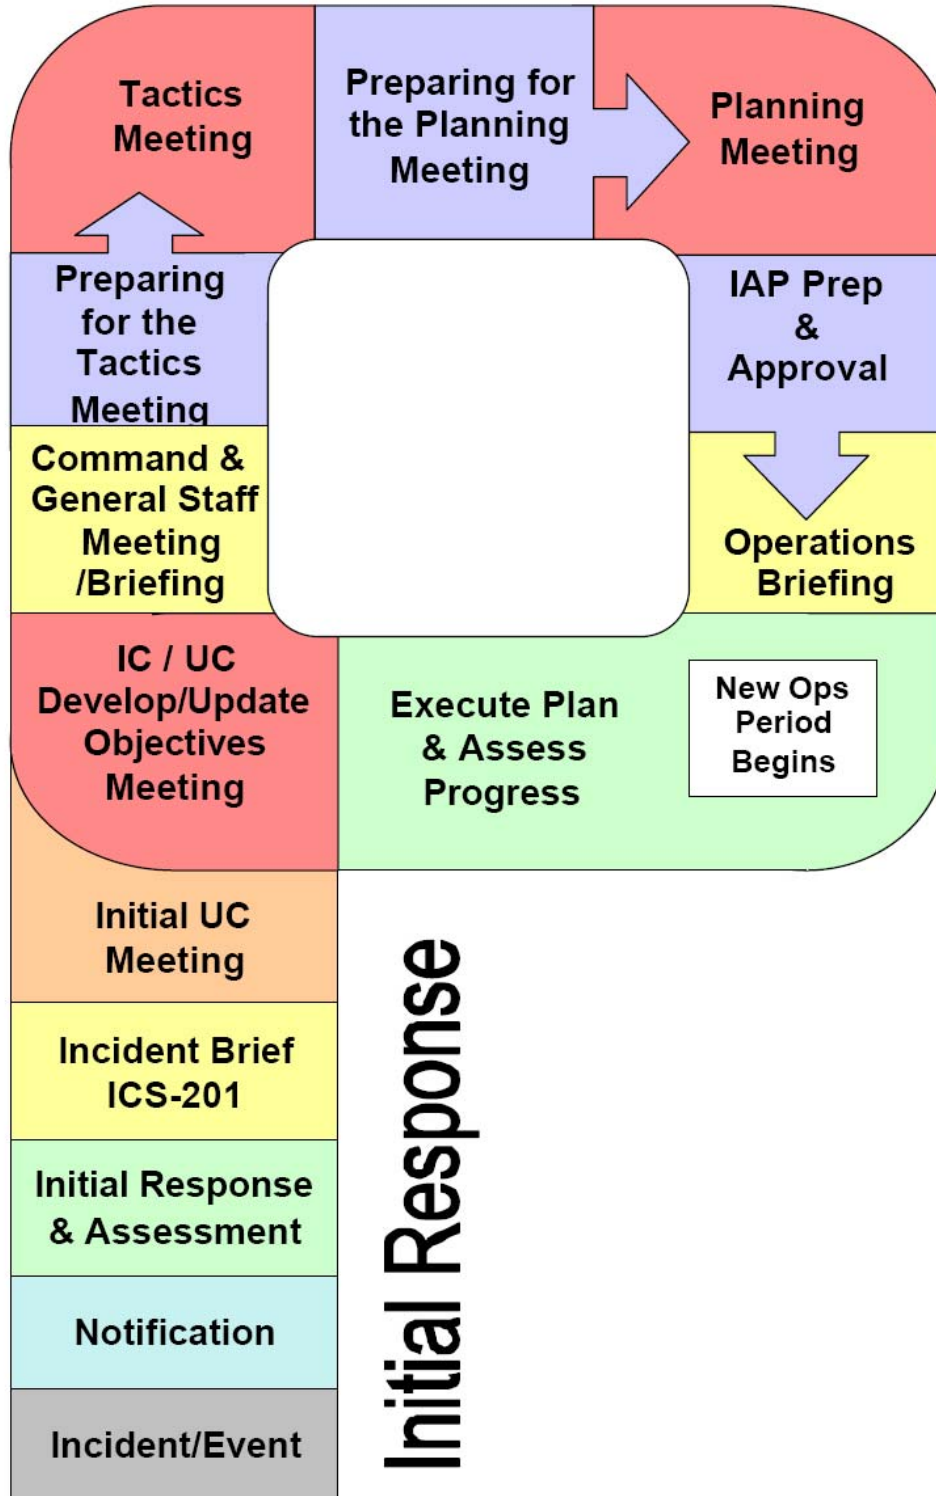 Tactics
Meeting
Preparing for
the Planning
Meeting
Planning
Meeting
Preparing
for the
Tactics
Meeting
IAP Prep
&
Approval
Command &
General Staff
Meeting
/Briefing
Operations
Briefing
IC / UC
Develop/Update
Objectives
Meeting
Execute Plan
& Assess
Progress
New Ops
Period
Begins
Initial UC
Meeting
Incident Brief
ICS-201
Initial Response
& Assessment
Notification
Incident/Event
Initial Response